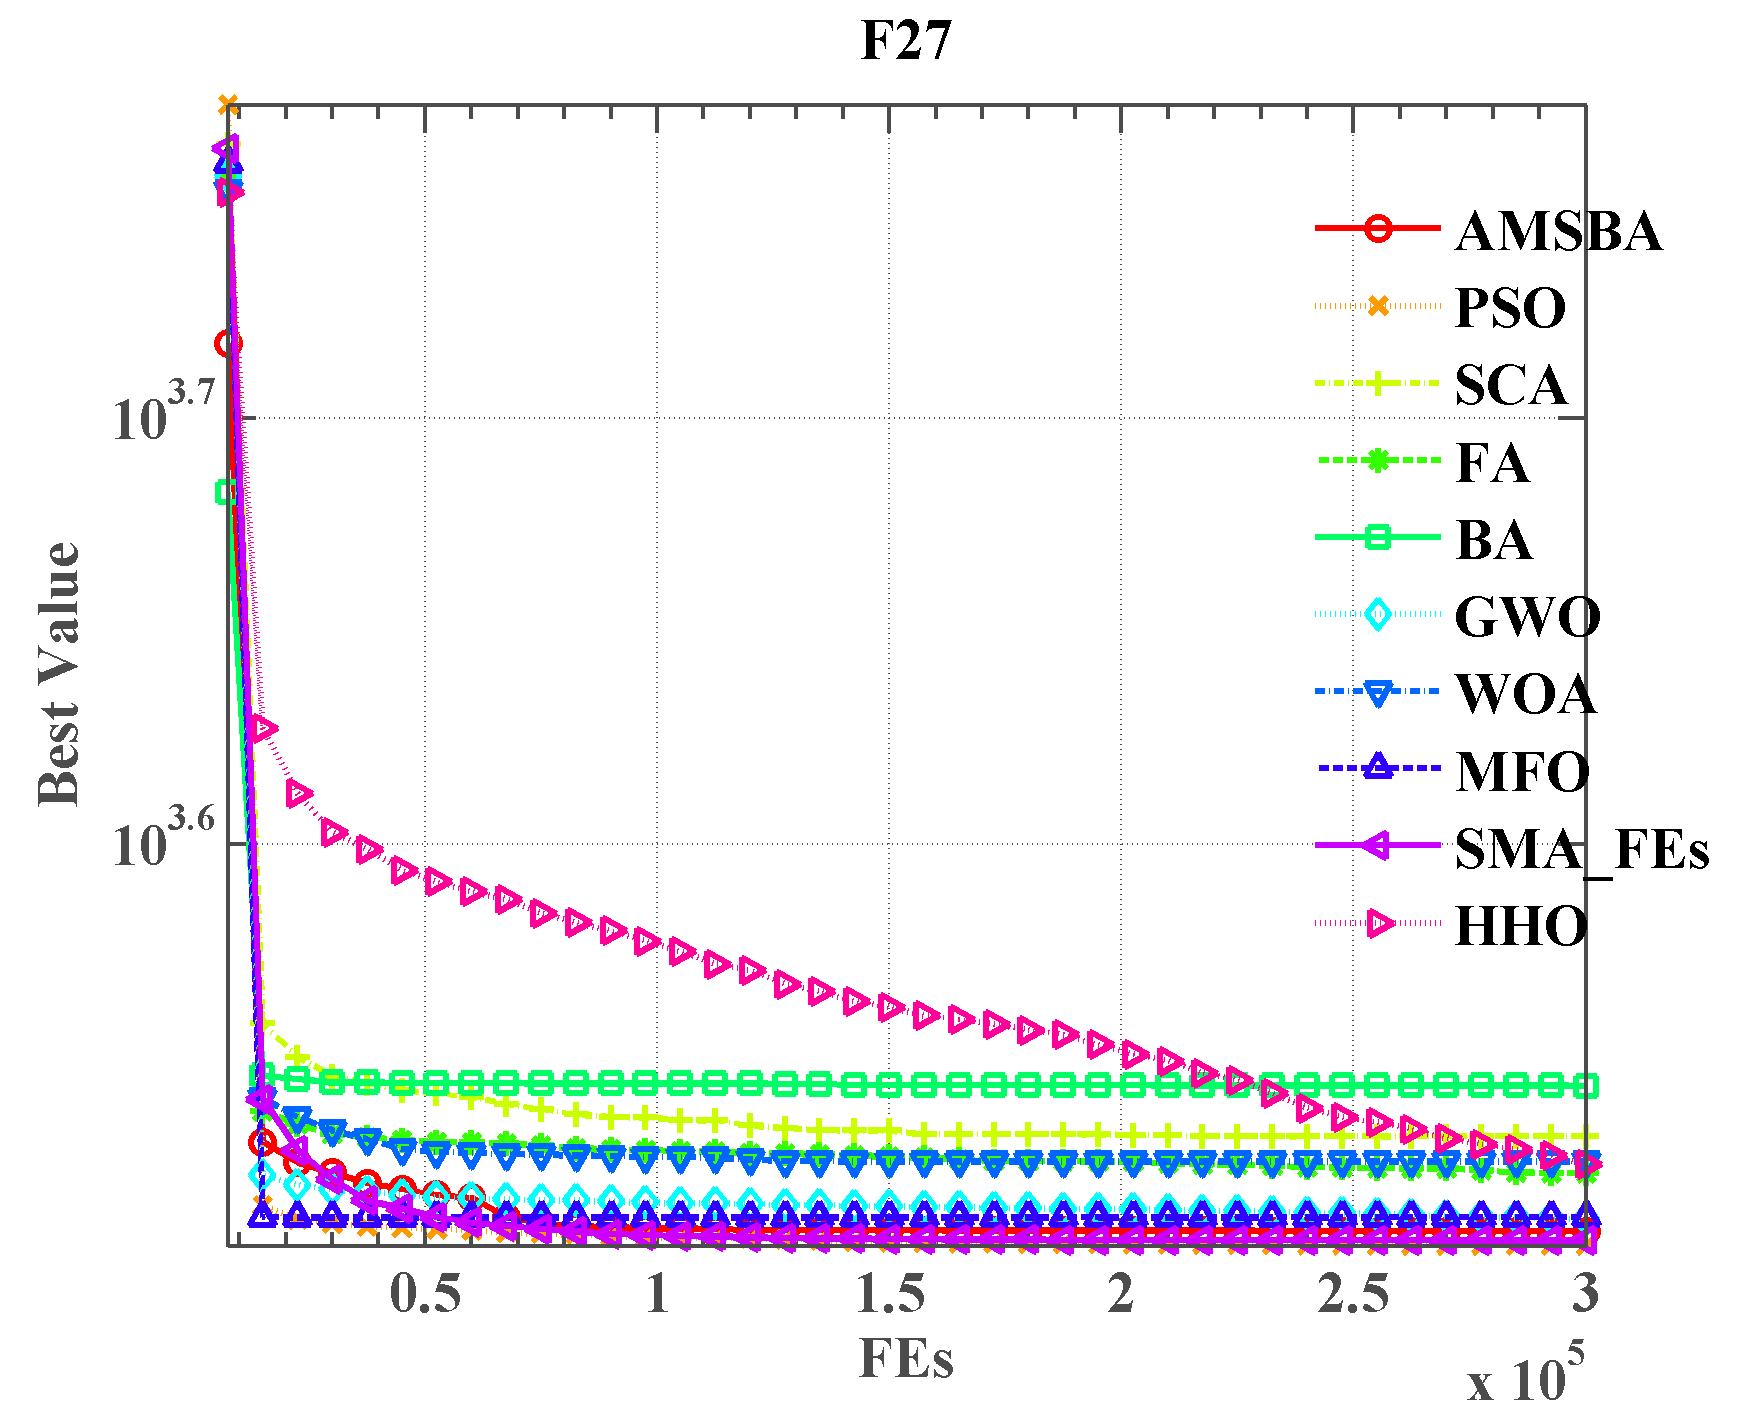 F27
Best Value
10^3.7
10^3.6
AMSBA
PSO
SCA
FA
BA
GWO
WOA
MFO
SMA_FEs
HHO
0.5 1 1.5 2 2.5 3
FEs
x 10^5